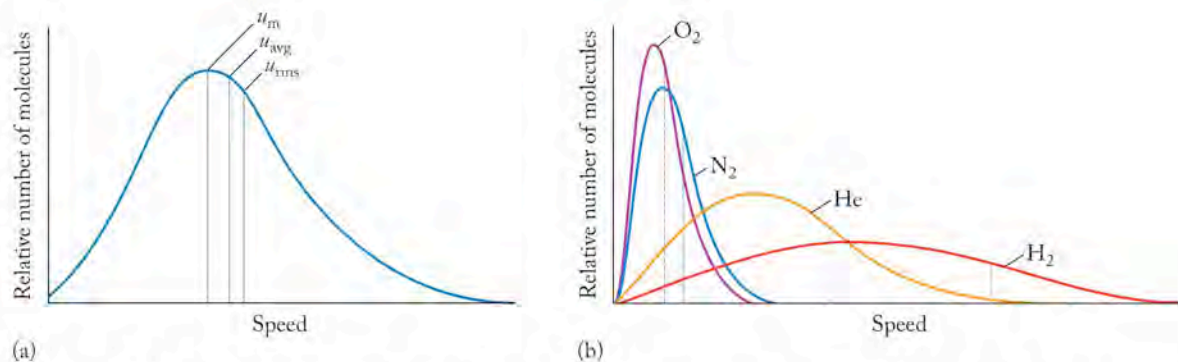 Relative number of molecules
u_m
u_avg
u_rms
Speed
(a)
Relative number of molecules
O₂
N₂
He
H₂
Speed
(b)